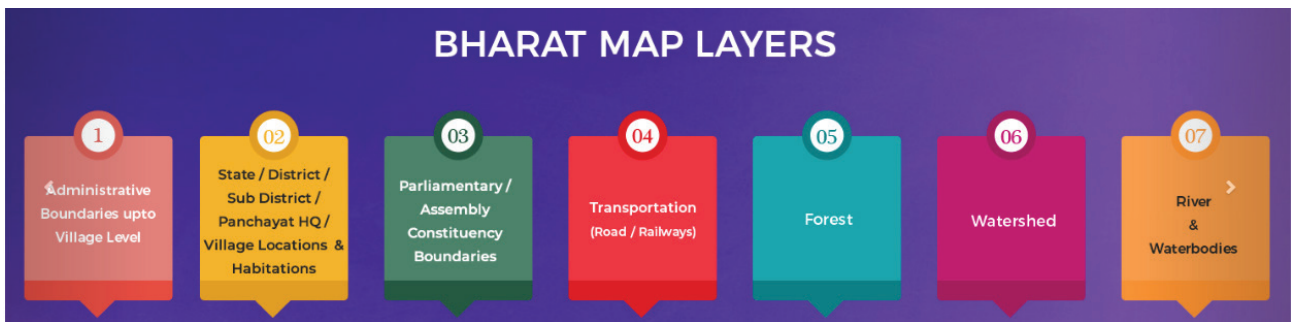 BHARAT MAP LAYERS
1
Administrative
Boundaries upto
Village Level
02
State / District /
Sub District /
Panchayat HQ /
Village Locations &
Habitations
03
Parliamentary /
Assembly
Constituency
Boundaries
04
Transportation
(Road / Railways)
05
Forest
06
Watershed
07
River
&
Waterbodies